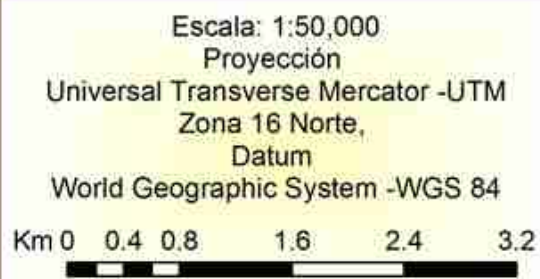 Escala: 1:50,000
Proyección
Universal Transverse Mercator -UTM
Zona 16 Norte,
Datum
World Geographic System -WGS 84
Km 0 0.4 0.8 1.6 2.4 3.2